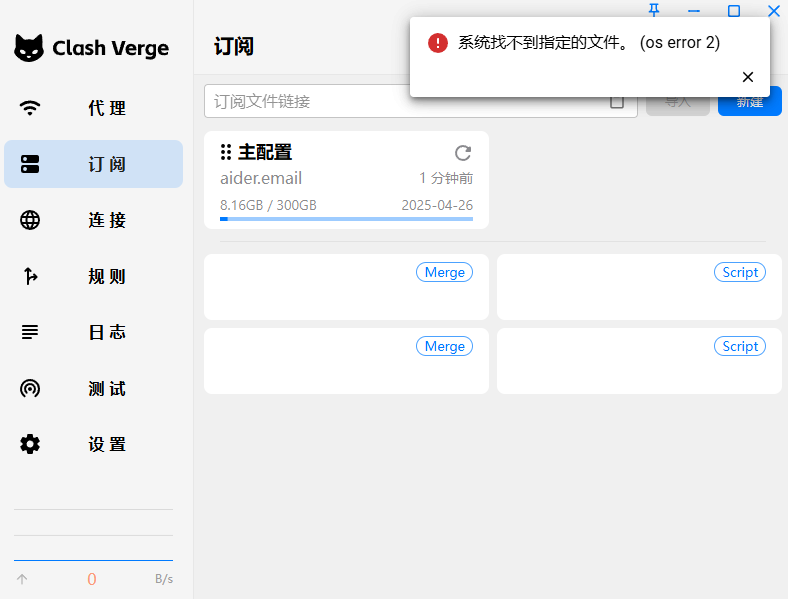 Clash Verge
代 理
订 阅
连 接
规 则
日 志
测 试
设 置
0
B/s
订阅
系统找不到指定的文件。 (os error 2)
订阅文件链接
导入
新建
主配置
aider.email
1 分钟前
8.16GB / 300GB
2025-04-26
Merge
Script
Merge
Script